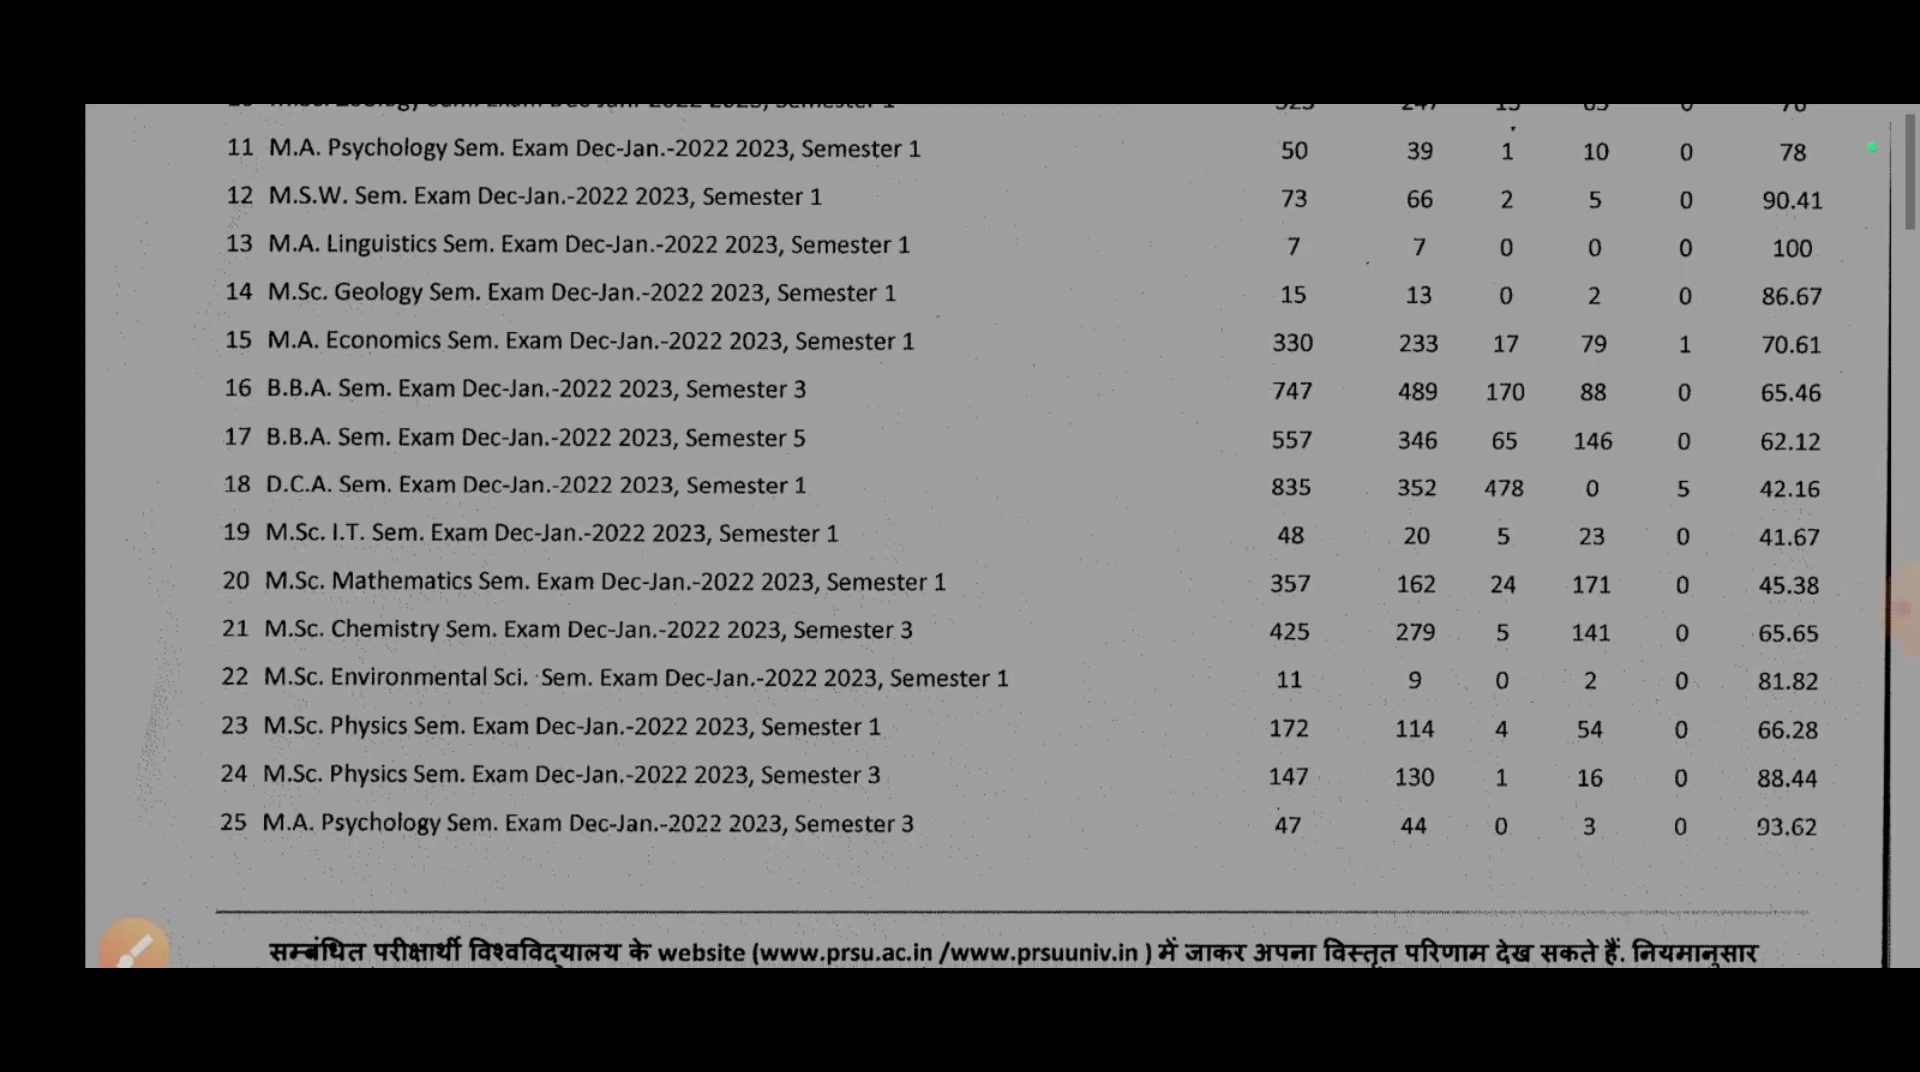 11 M.A. Psychology Sem. Exam Dec-Jan.-2022 2023, Semester 1 50 39 1 10 0 78
12 M.S.W. Sem. Exam Dec-Jan.-2022 2023, Semester 1 73 66 2 5 0 90.41
13 M.A. Linguistics Sem. Exam Dec-Jan.-2022 2023, Semester 1 7 7 0 0 0 100
14 M.Sc. Geology Sem. Exam Dec-Jan.-2022 2023, Semester 1 15 13 0 2 0 86.67
15 M.A. Economics Sem. Exam Dec-Jan.-2022 2023, Semester 1 330 233 17 79 1 70.61
16 B.B.A. Sem. Exam Dec-Jan.-2022 2023, Semester 3 747 489 170 88 0 65.46
17 B.B.A. Sem. Exam Dec-Jan.-2022 2023, Semester 5 557 346 65 146 0 62.12
18 D.C.A. Sem. Exam Dec-Jan.-2022 2023, Semester 1 835 352 478 0 5 42.16
19 M.Sc. I.T. Sem. Exam Dec-Jan.-2022 2023, Semester 1 48 20 5 23 0 41.67
20 M.Sc. Mathematics Sem. Exam Dec-Jan.-2022 2023, Semester 1 357 162 24 171 0 45.38
21 M.Sc. Chemistry Sem. Exam Dec-Jan.-2022 2023, Semester 3 425 279 5 141 0 65.65
22 M.Sc. Environmental Sci. Sem. Exam Dec-Jan.-2022 2023, Semester 1 11 9 0 2 0 81.82
23 M.Sc. Physics Sem. Exam Dec-Jan.-2022 2023, Semester 1 172 114 4 54 0 66.28
24 M.Sc. Physics Sem. Exam Dec-Jan.-2022 2023, Semester 3 147 130 1 16 0 88.44
25 M.A. Psychology Sem. Exam Dec-Jan.-2022 2023, Semester 3 47 44 0 3 0 93.62
सम्बंधित परीक्षार्थी विश्वविद्यालय के website (www.prsu.ac.in /www.prsuuniv.in ) में जाकर अपना विस्तृत परिणाम देख सकते हैं. नियमानुसार